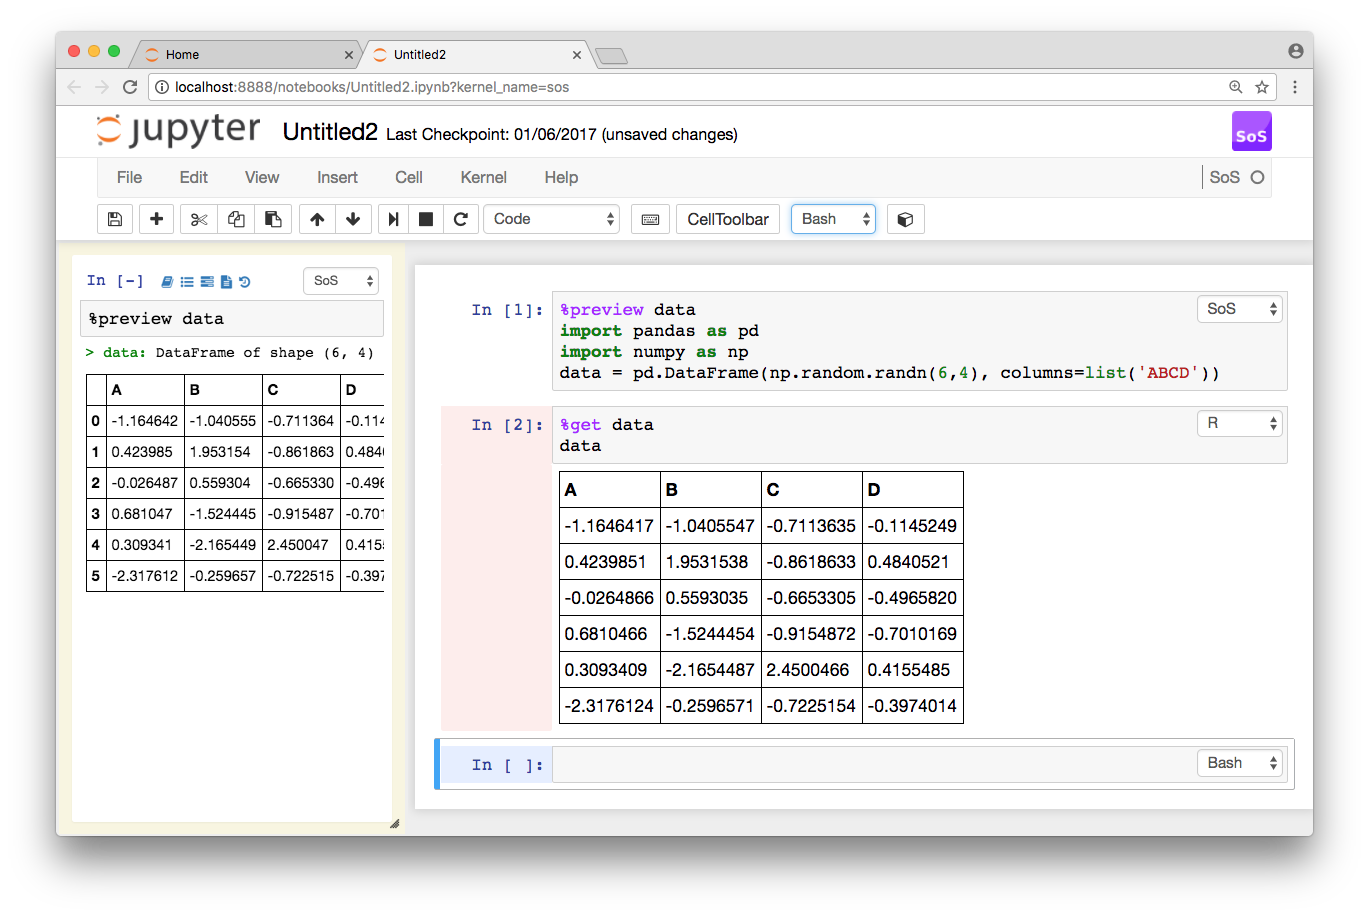 Home
Untitled2
localhost:8888/notebooks/Untitled2.ipynb?kernel_name=sos
jupyter Untitled2 Last Checkpoint: 01/06/2017 (unsaved changes)
SoS
File Edit View Insert Cell Kernel Help
SoS
Code
CellToolbar
Bash
In [-]
SoS
%preview data
> data: DataFrame of shape (6, 4)
A B C D
0 -1.164642 -1.040555 -0.711364 -0.114
1 0.423985 1.953154 -0.861863 0.484
2 -0.026487 0.559304 -0.665330 -0.496
3 0.681047 -1.524445 -0.915487 -0.701
4 0.309341 -2.165449 2.450047 0.415
5 -2.317612 -0.259657 -0.722515 -0.397
In [1]:
%preview data
import pandas as pd
import numpy as np
data = pd.DataFrame(np.random.randn(6,4), columns=list('ABCD'))
SoS
In [2]:
%get data
data
R
A B C D
-1.1646417 -1.0405547 -0.7113635 -0.1145249
0.4239851 1.9531538 -0.8618633 0.4840521
-0.0264866 0.5593035 -0.6653305 -0.4965820
0.6810466 -1.5244454 -0.9154872 -0.7010169
0.3093409 -2.1654487 2.4500466 0.4155485
-2.3176124 -0.2596571 -0.7225154 -0.3974014
In [ ]:
Bash